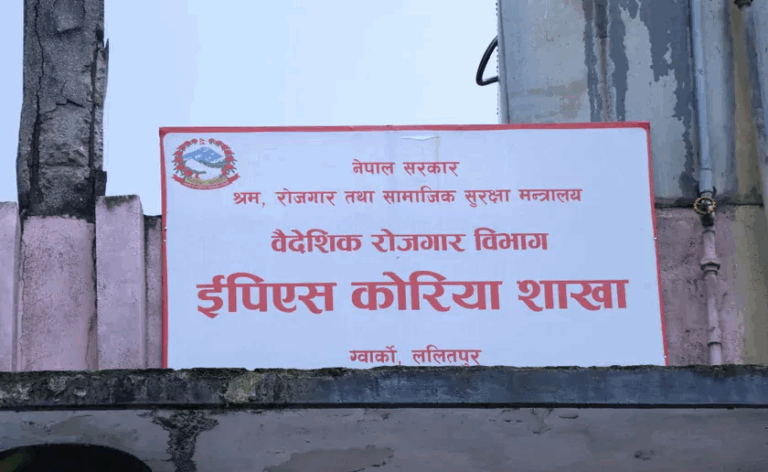 नेपाल सरकार
श्रम, रोजगार तथा सामाजिक सुरक्षा मन्त्रालय
वैदेशिक रोजगार विभाग
ईपिएस कोरिया शाखा
ग्वार्को, ललितपुर